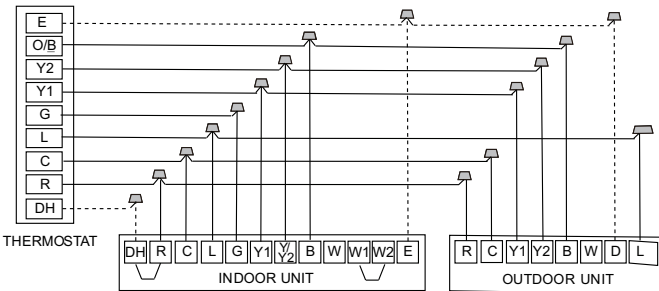 E
O/B
Y2
Y1
G
L
C
R
DH
THERMOSTAT
DH R C L G Y1 Y/Y2 B W W1 W2 E
INDOOR UNIT
R C Y1 Y2 B W D L
OUTDOOR UNIT